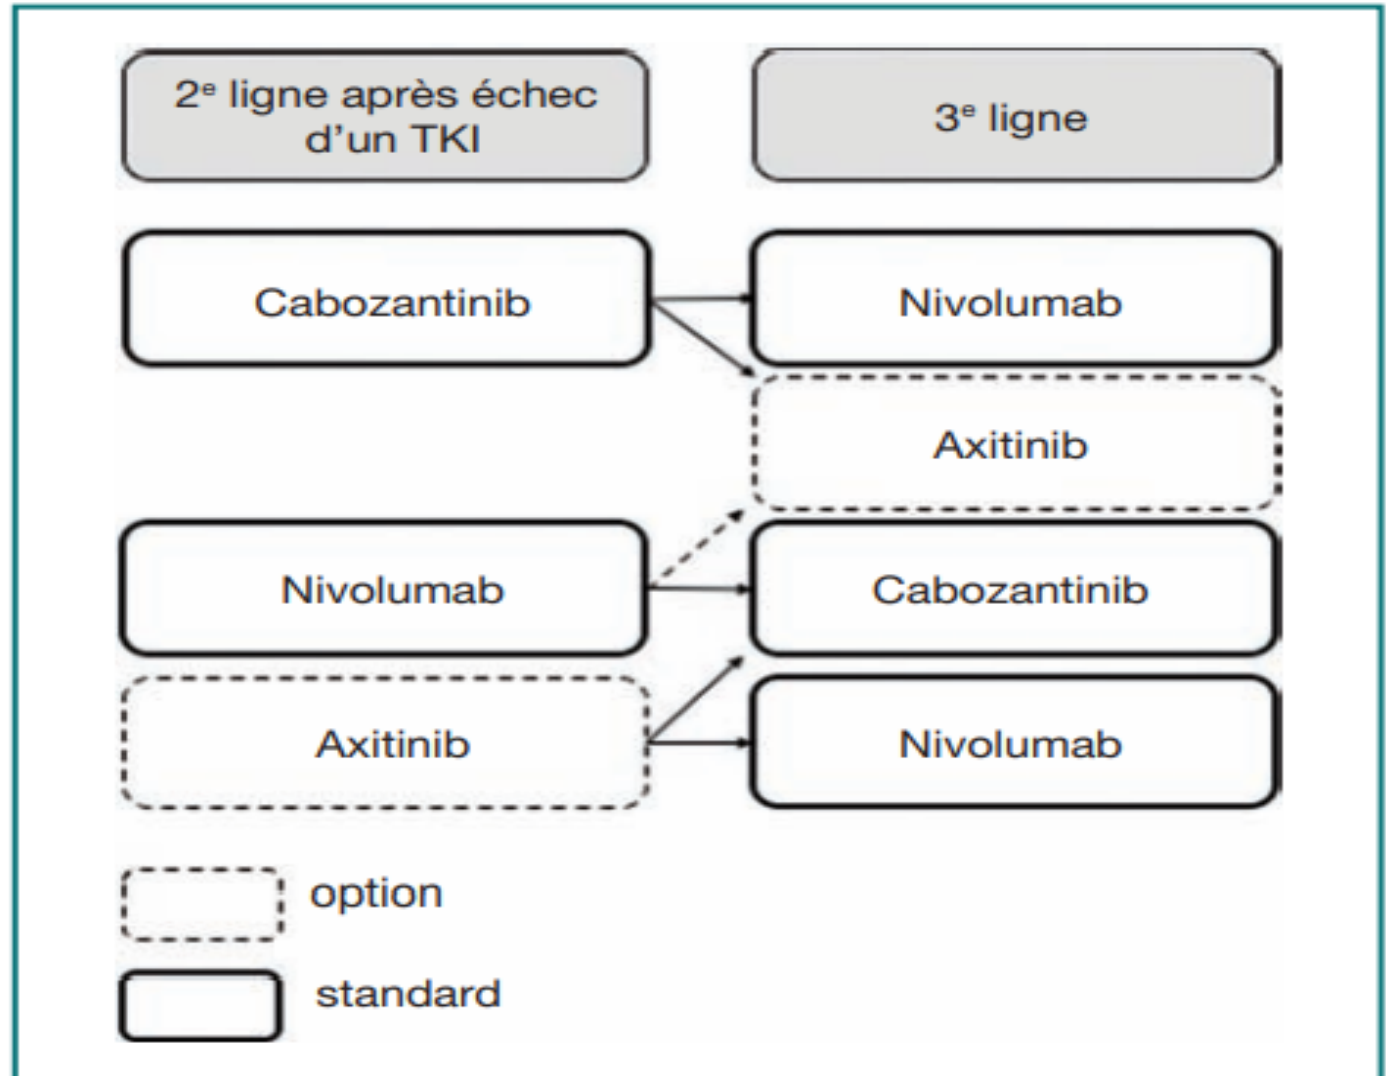 2ᵉ ligne après échec
d'un TKI
3ᵉ ligne
Cabozantinib
Nivolumab
Axitinib
Nivolumab
Cabozantinib
Axitinib
Nivolumab
option
standard